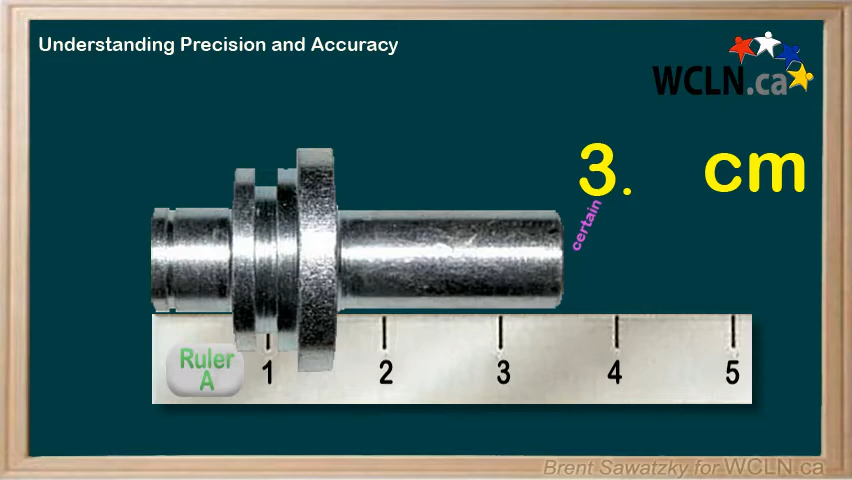 Understanding Precision and Accuracy
WCLN.ca
3. cm
certain
Ruler
A
1 2 3 4 5
Brent Sawatzky for WCLN.ca